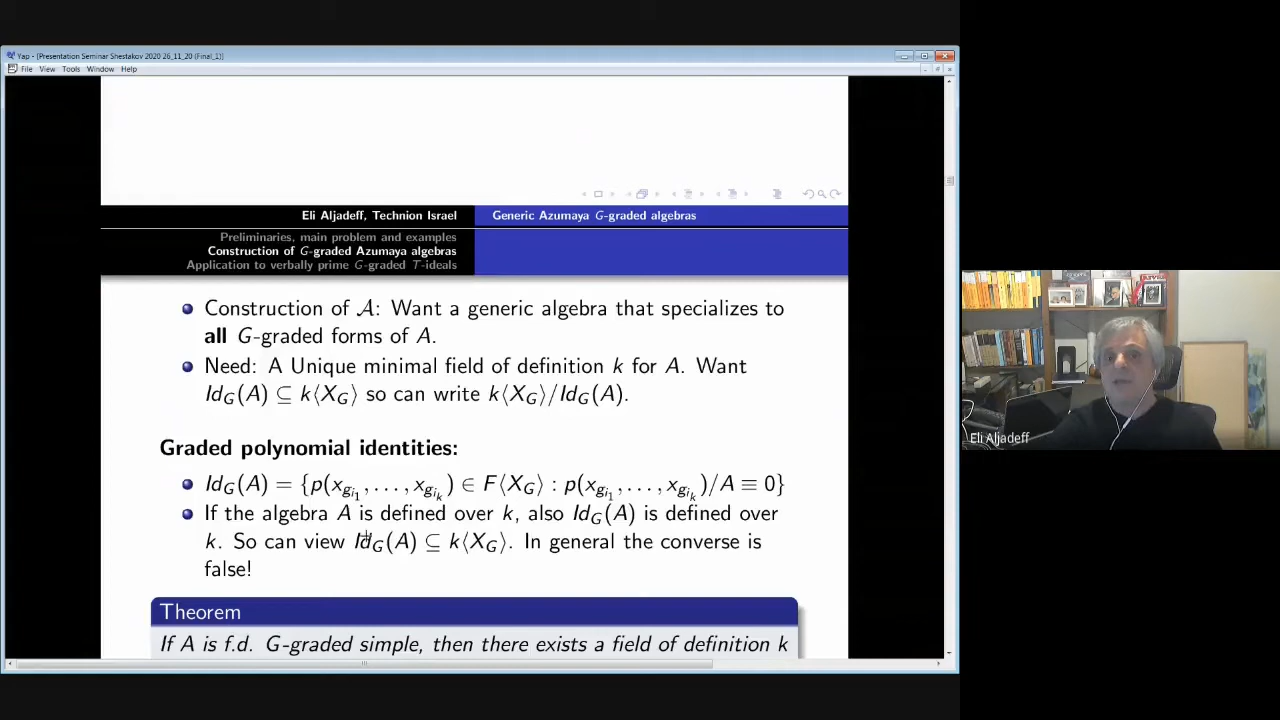 Yap - [Presentation Seminar Shestakov 2020 26_11_20 (Final_1)]
File View Tools Window Help
Eli Aljadeff, Technion Israel Generic Azumaya G-graded algebras
Preliminaries, main problem and examples
Construction of G-graded Azumaya algebras
Application to verbally prime G-graded T-ideals
Construction of 𝒜: Want a generic algebra that specializes to
all G-graded forms of A.
Need: A Unique minimal field of definition k for A. Want
Id_G(A) ⊆ k⟨X_G⟩ so can write k⟨X_G⟩/Id_G(A).
Graded polynomial identities:
Id_G(A) = {p(x_{g_{i_1}}, . . . , x_{g_{i_k}}) ∈ F⟨X_G⟩ : p(x_{g_{i_1}}, . . . , x_{g_{i_k}})/A ≡ 0}
If the algebra A is defined over k, also Id_G(A) is defined over
k. So can view Id_G(A) ⊆ k⟨X_G⟩. In general the converse is
false!
Theorem
If A is f.d. G-graded simple, then there exists a field of definition k
Eli Aljadeff